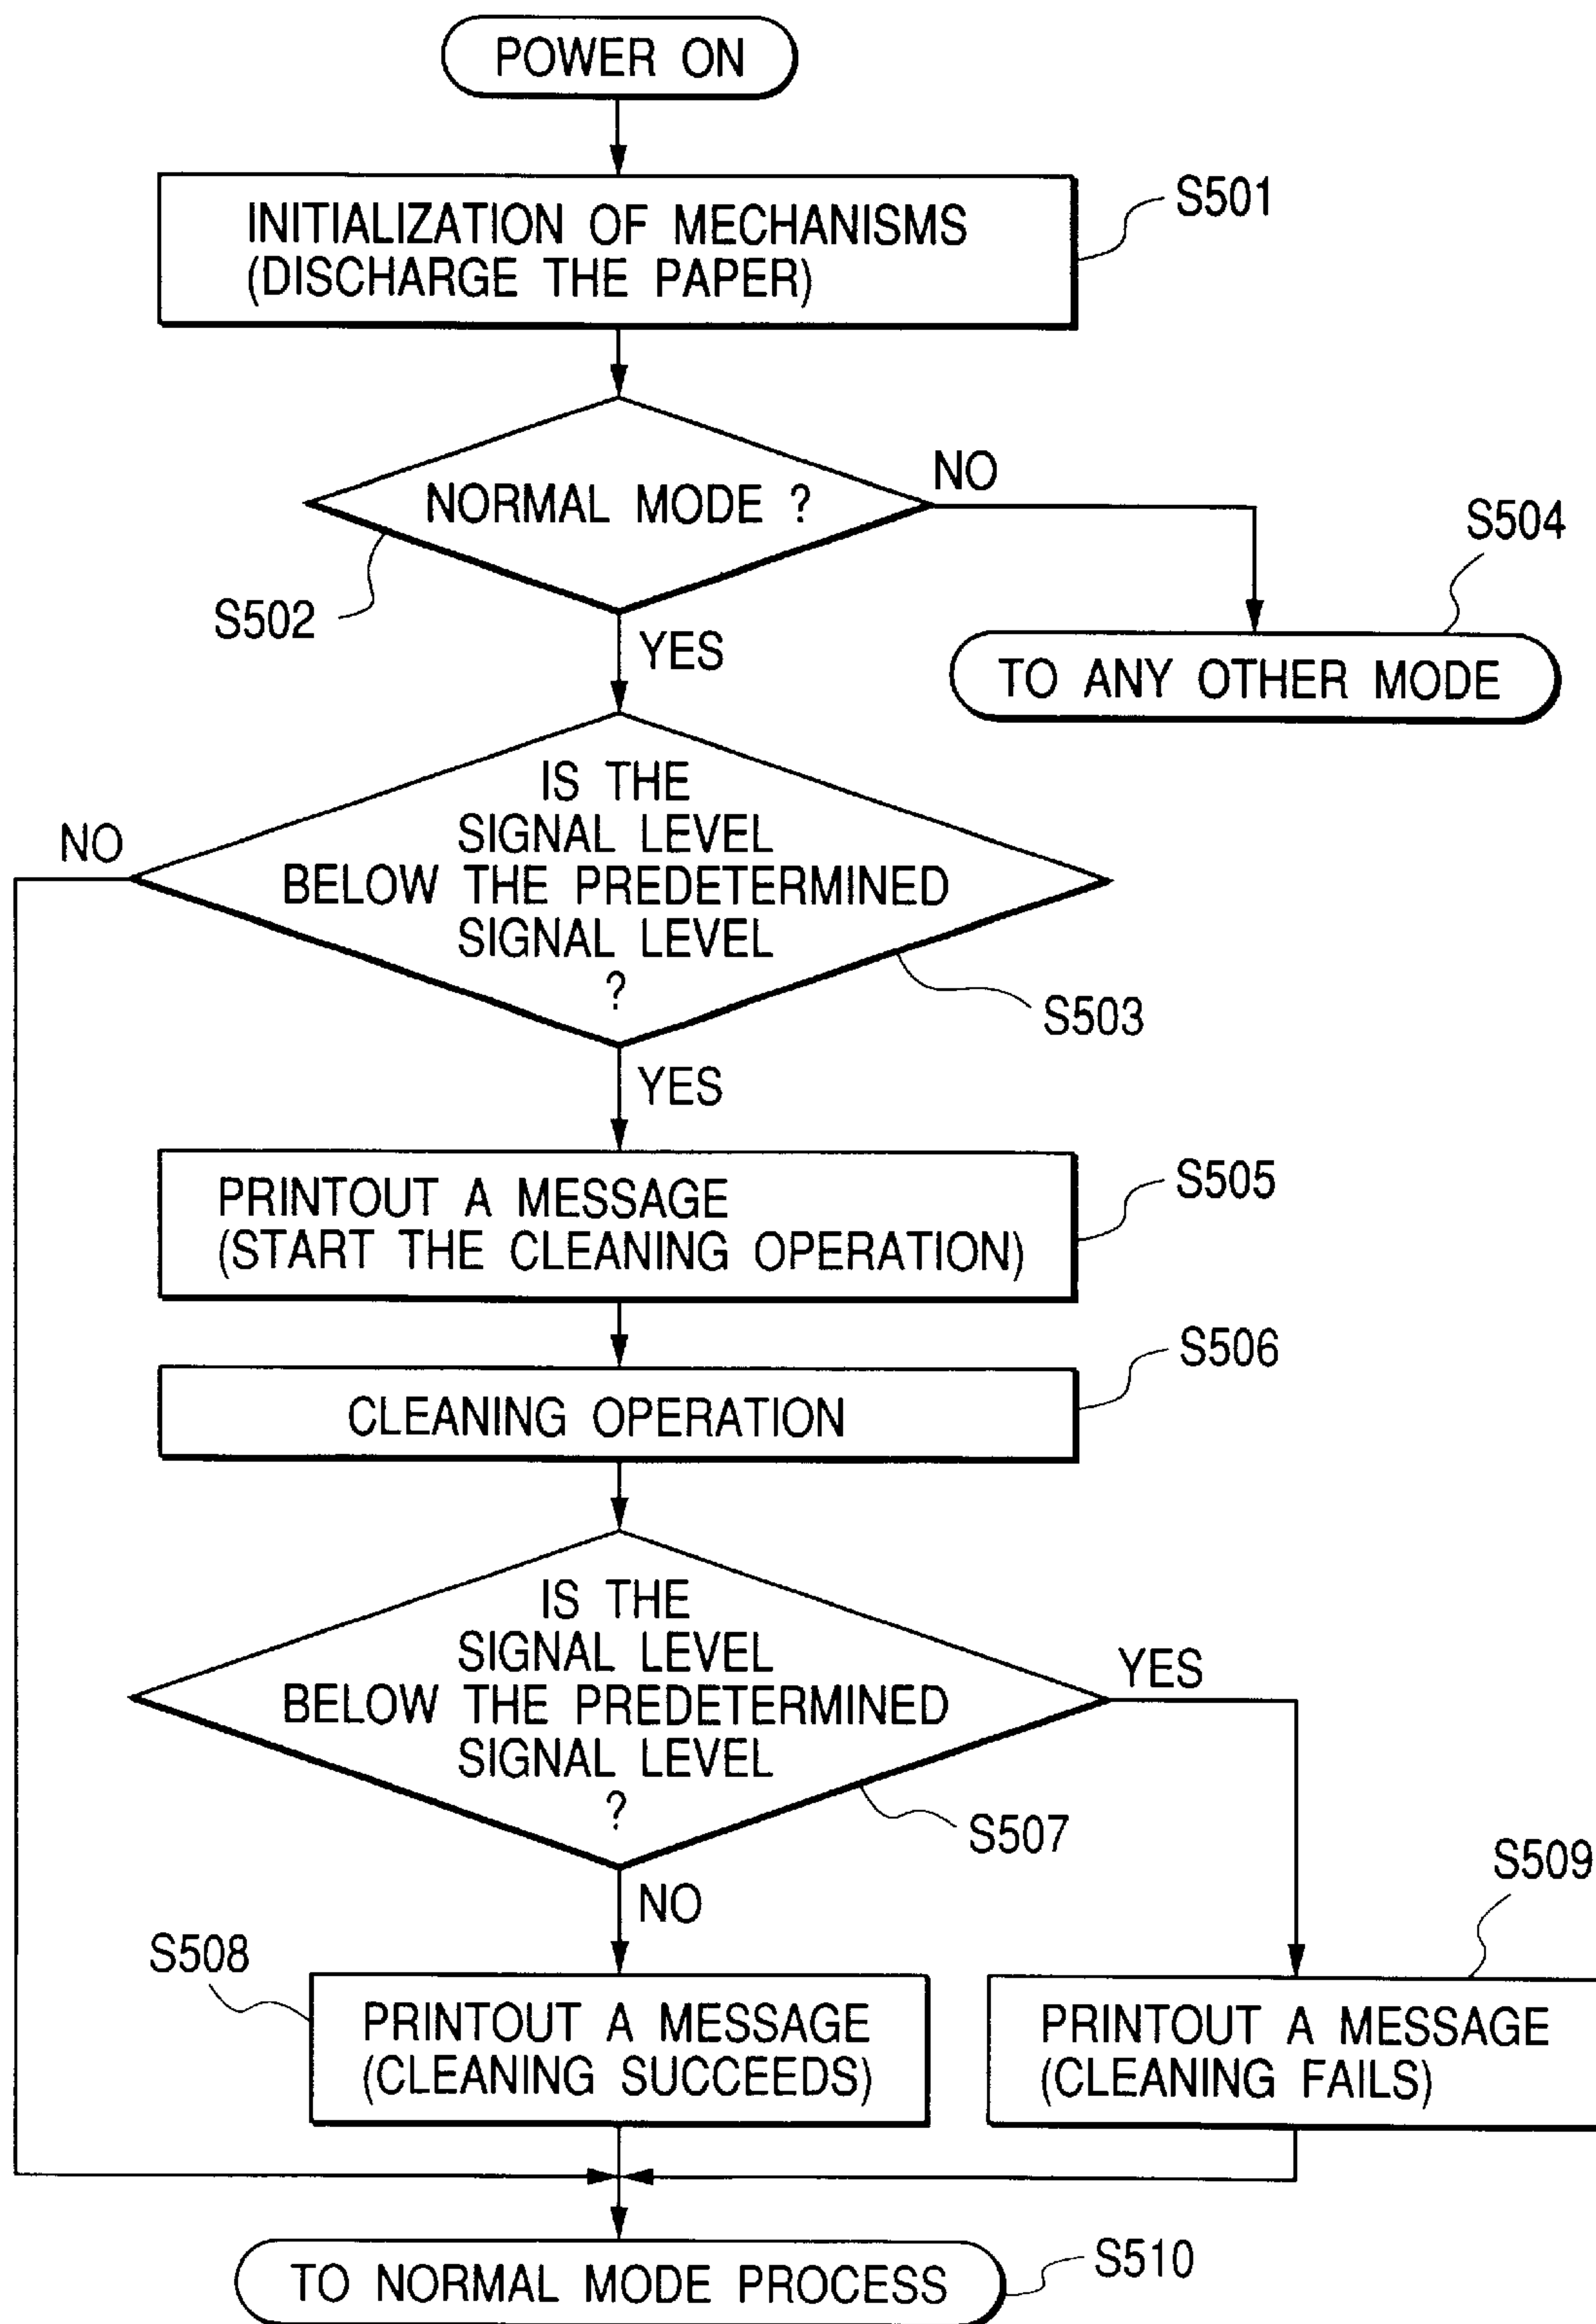 POWER ON
INITIALIZATION OF MECHANISMS
(DISCHARGE THE PAPER)
S501
NORMAL MODE ?
NO
S502
YES
S504
TO ANY OTHER MODE
IS THE
SIGNAL LEVEL
BELOW THE PREDETERMINED
SIGNAL LEVEL
?
NO
S503
YES
PRINTOUT A MESSAGE
(START THE CLEANING OPERATION)
S505
CLEANING OPERATION
S506
IS THE
SIGNAL LEVEL
BELOW THE PREDETERMINED
SIGNAL LEVEL
?
YES
S507
NO
S508
PRINTOUT A MESSAGE
(CLEANING SUCCEEDS)
S509
PRINTOUT A MESSAGE
(CLEANING FAILS)
TO NORMAL MODE PROCESS
S510